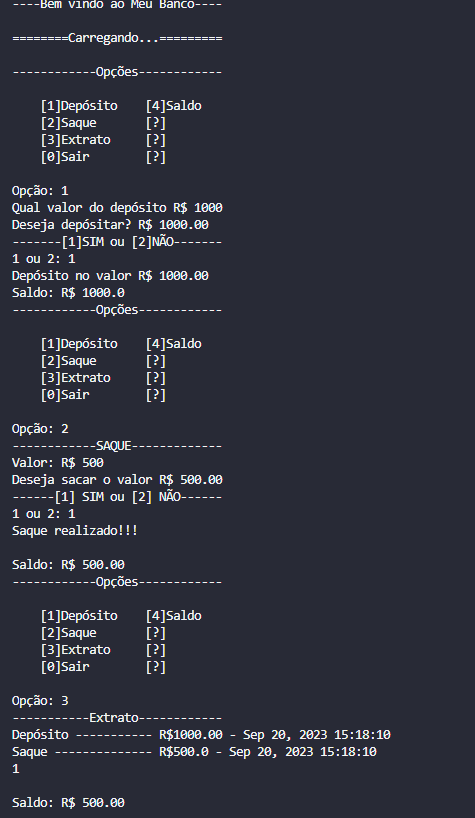 ----Bem vindo ao Meu Banco----
========Carregando...=========
------------Opções------------
[1]Depósito    [4]Saldo
[2]Saque       [?]
[3]Extrato     [?]
[0]Sair        [?]
Opção: 1
Qual valor do depósito R$ 1000
Deseja depósitar? R$ 1000.00
-------[1]SIM ou [2]NÃO-------
1 ou 2: 1
Depósito no valor R$ 1000.00
Saldo: R$ 1000.0
------------Opções------------
[1]Depósito    [4]Saldo
[2]Saque       [?]
[3]Extrato     [?]
[0]Sair        [?]
Opção: 2
------------SAQUE-------------
Valor: R$ 500
Deseja sacar o valor R$ 500.00
------[1] SIM ou [2] NÃO------
1 ou 2: 1
Saque realizado!!!
Saldo: R$ 500.00
------------Opções------------
[1]Depósito    [4]Saldo
[2]Saque       [?]
[3]Extrato     [?]
[0]Sair        [?]
Opção: 3
-----------Extrato------------
Depósito ----------- R$1000.00 - Sep 20, 2023 15:18:10
Saque -------------- R$500.0 - Sep 20, 2023 15:18:10
1
Saldo: R$ 500.00